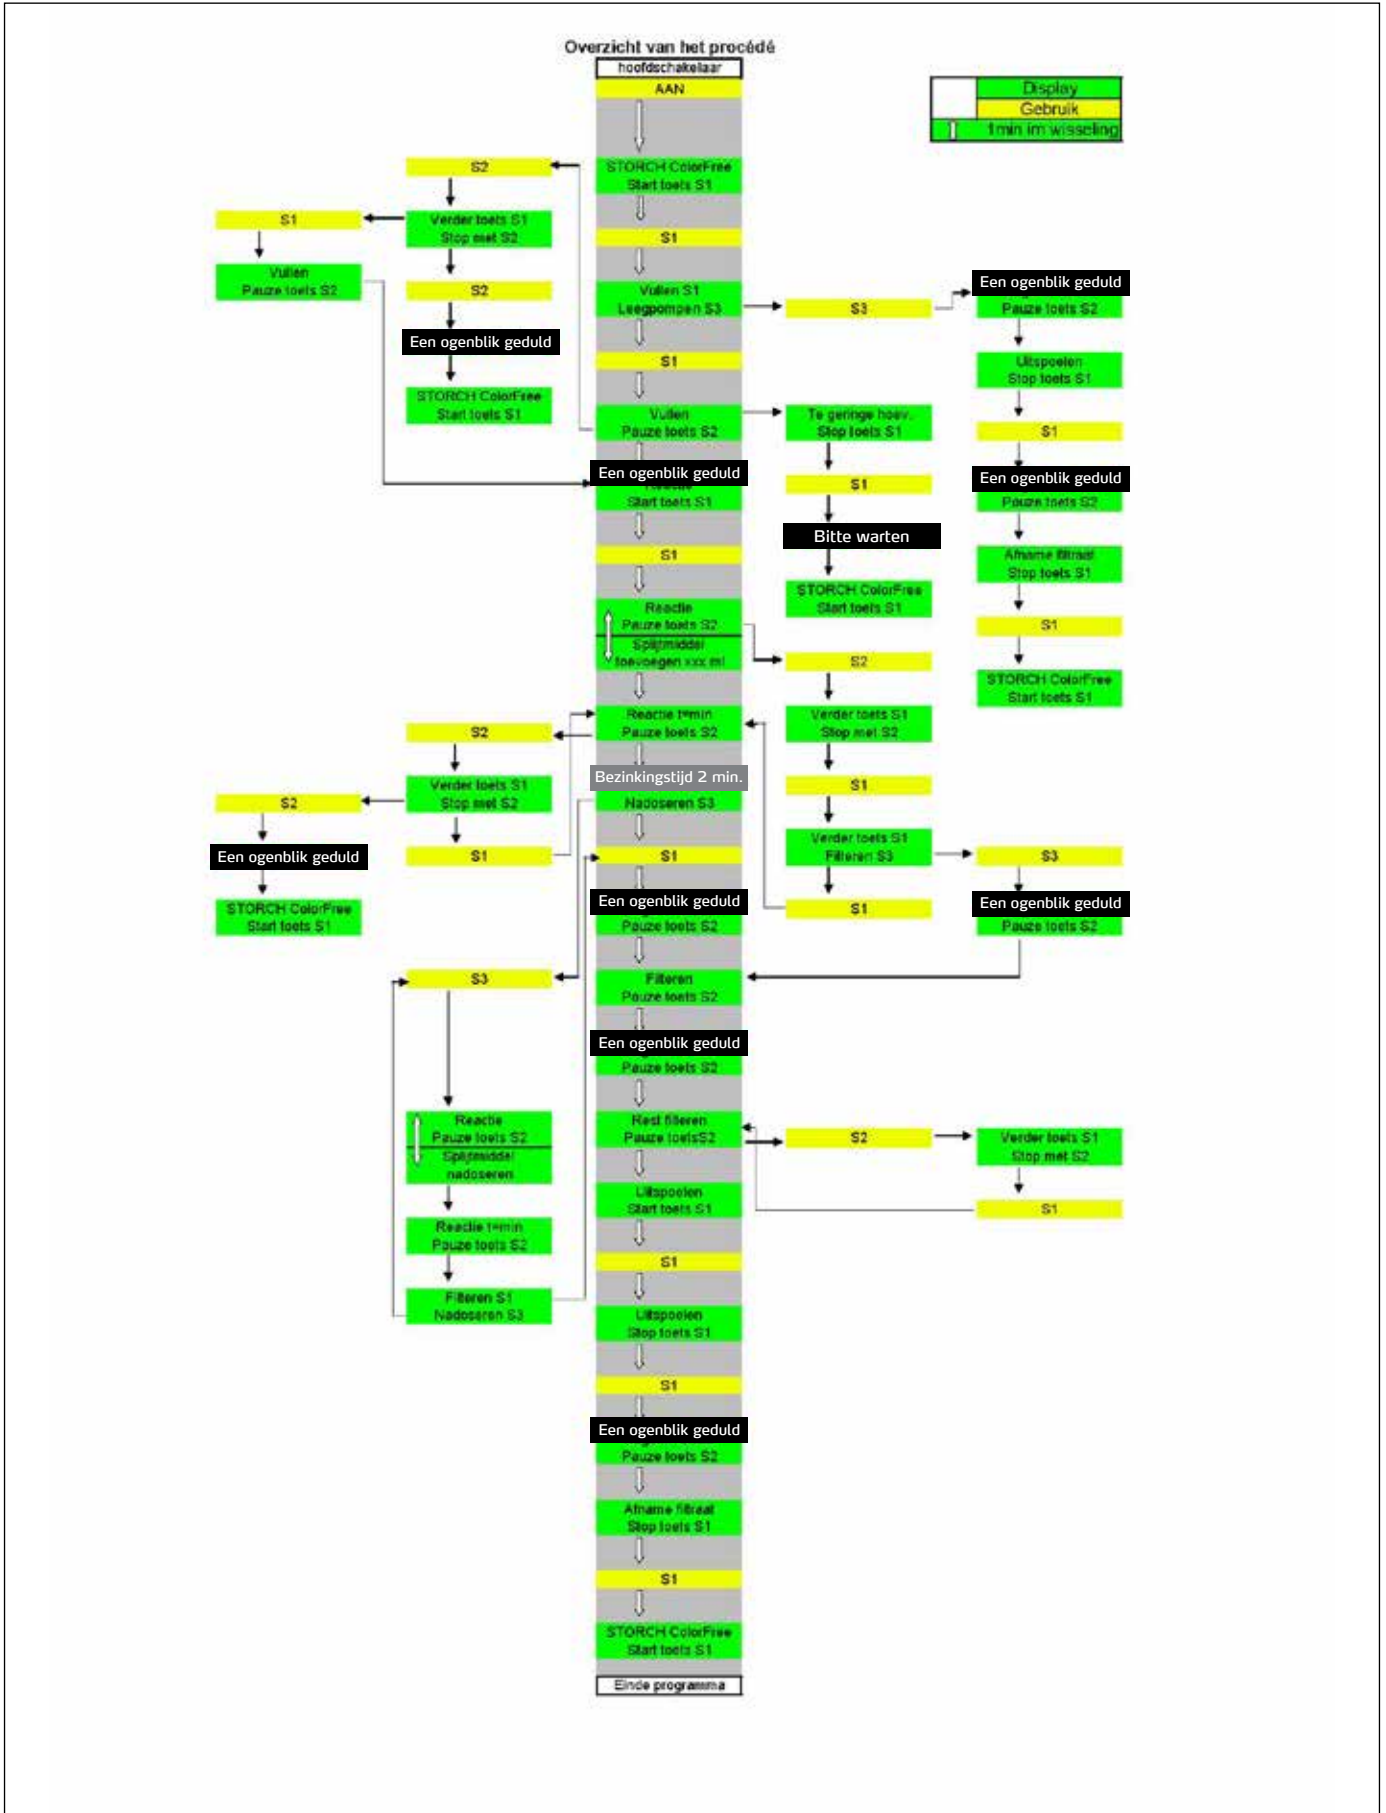 Overzicht van het procédé
hoofdschakelaar
AAN
Display
Gebruik
1min im wisseling
STORCH ColorFree
Start toets S1
S1
Vullen S1
Leegpompen S3
S1
Vullen
Pauze toets S2
Een ogenblik geduld
Start toets S1
S1
Reactie
Pauze toets S2
Splijtmiddel
toevoegen xxx ml
Reactie t=min
Pauze toets S2
Bezinkingstijd 2 min.
Nadoseren S3
S1
Een ogenblik geduld
Pauze toets S2
Filteren
Pauze toets S2
Een ogenblik geduld
Pauze toets S2
Rest filteren
Pauze toetsS2
Uitspoelen
Start toets S1
S1
Uitspoelen
Stop toets S1
S1
Een ogenblik geduld
Pauze toets S2
Afname filtraat
Stop toets S1
S1
STORCH ColorFree
Start toets S1
Einde programma
S2
Verder toets S1
Stop met S2
S1
Vullen
Pauze toets S2
S2
Een ogenblik geduld
STORCH ColorFree
Start toets S1
S2
Verder toets S1
Stop met S2
S2
Een ogenblik geduld
STORCH ColorFree
Start toets S1
S1
S3
Reactie
Pauze toets S2
Splijtmiddel
nadoseren
Reactie t=min
Pauze toets S2
Filteren S1
Nadoseren S3
S3
Een ogenblik geduld
Pauze toets S2
Uitspoelen
Stop toets S1
S1
Een ogenblik geduld
Pauze toets S2
Afname filtraat
Stop toets S1
S1
STORCH ColorFree
Start toets S1
Te geringe hoev.
Stop toets S1
S1
Bitte warten
STORCH ColorFree
Start toets S1
S2
Verder toets S1
Stop met S2
S1
Verder toets S1
Filteren S3
S1
S3
Een ogenblik geduld
Pauze toets S2
S2
Verder toets S1
Stop met S2
S1